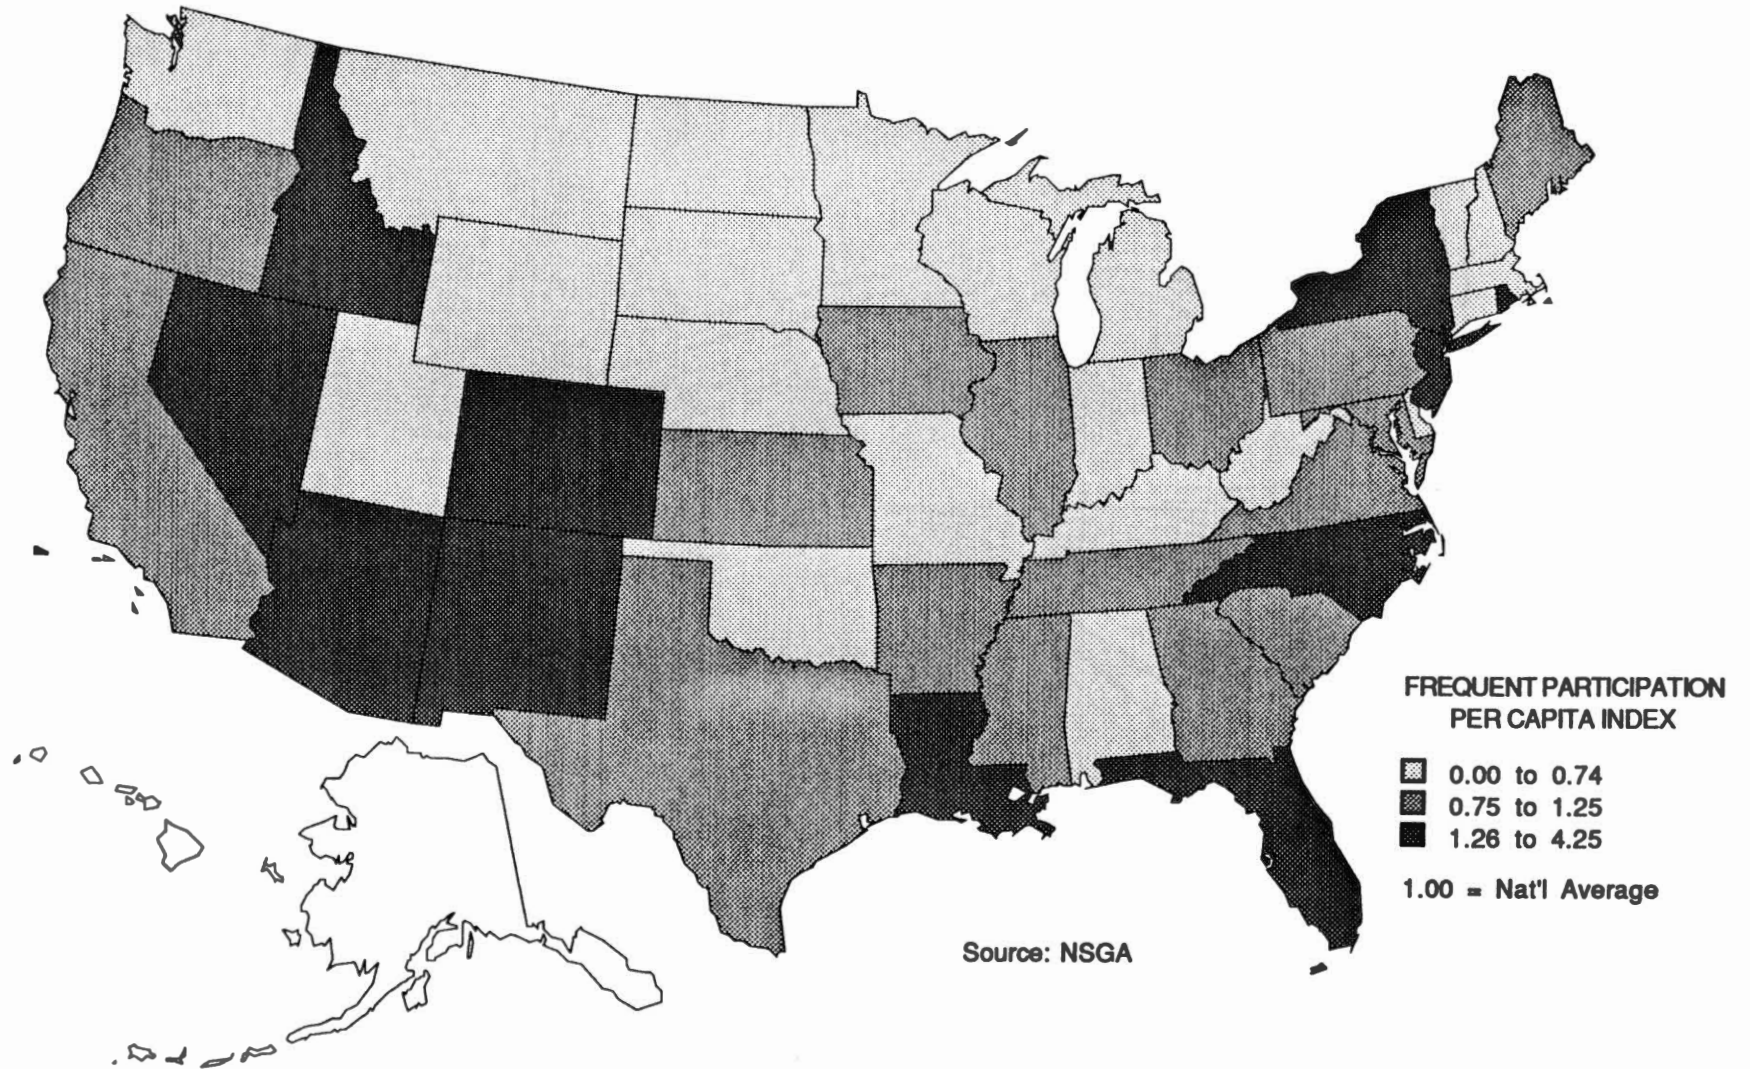 FREQUENT PARTICIPATION
PER CAPITA INDEX
0.00 to 0.74
0.75 to 1.25
1.26 to 4.25
1.00 = Nat'l Average
Source: NSGA